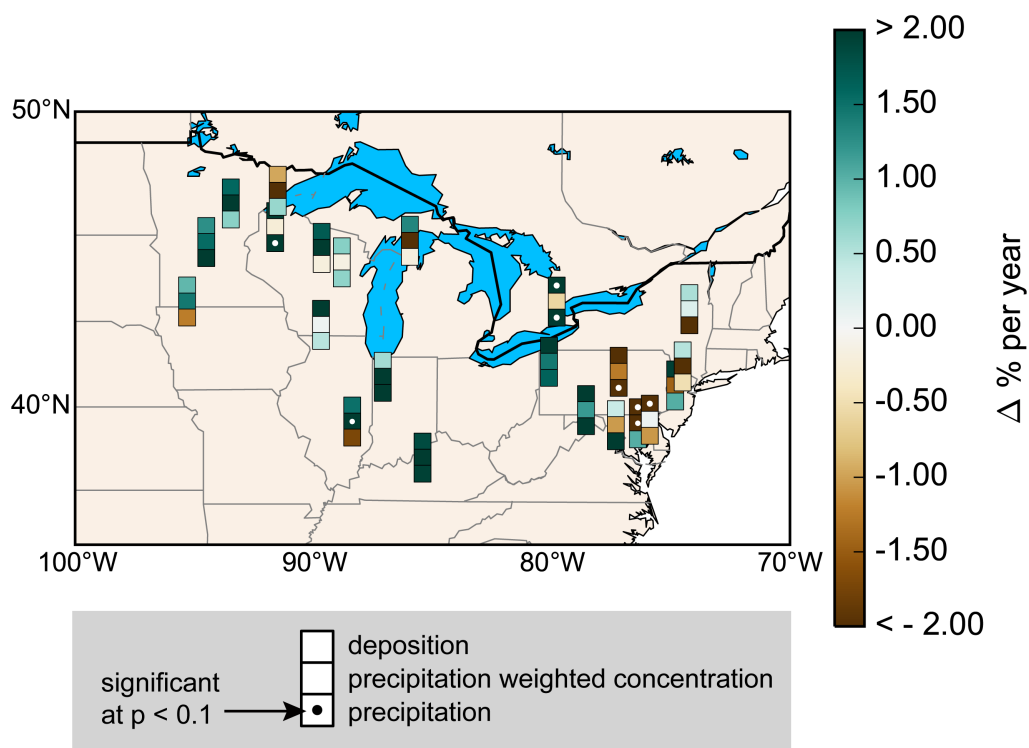 50°N
40°N
100°W
90°W
80°W
70°W
> 2.00
1.50
1.00
0.50
0.00
-0.50
-1.00
-1.50
< - 2.00
Δ % per year
deposition
precipitation weighted concentration
precipitation
significant
at p < 0.1